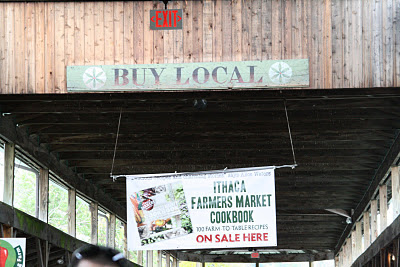 EXIT
BUY LOCAL
ITHACA
FARMERS MARKET
COOKBOOK
100 FARM TO TABLE RECIPES
ON SALE HERE